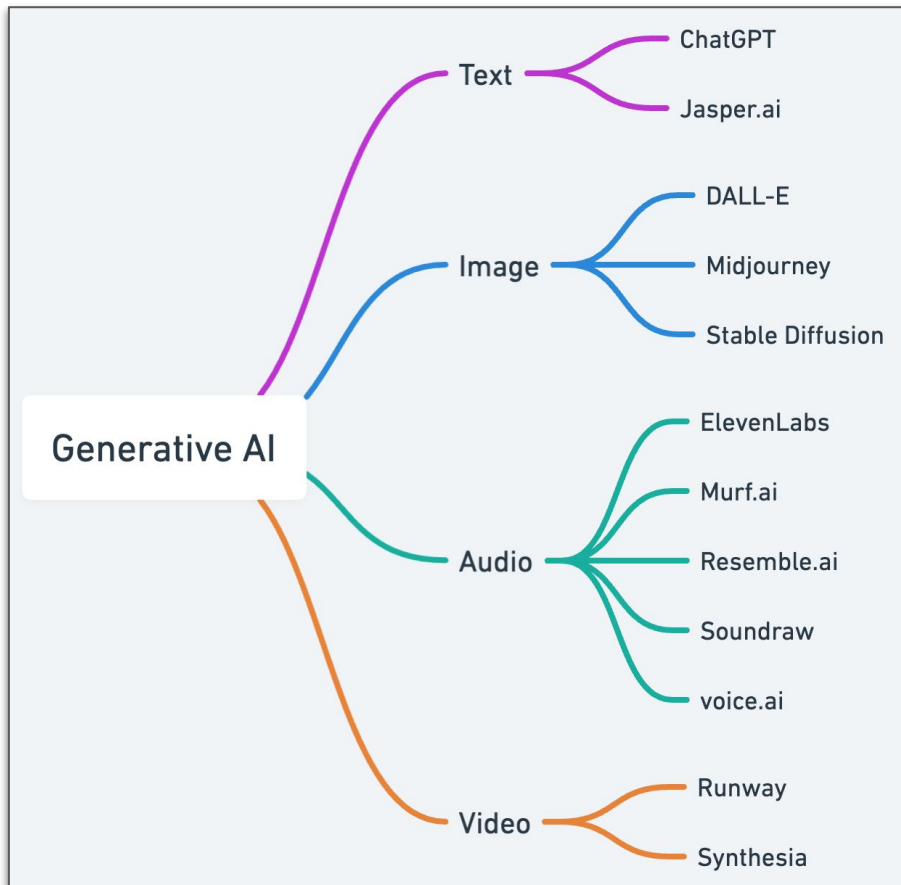 Generative AI
Text
ChatGPT
Jasper.ai
Image
DALL-E
Midjourney
Stable Diffusion
Audio
ElevenLabs
Murf.ai
Resemble.ai
Soundraw
voice.ai
Video
Runway
Synthesia